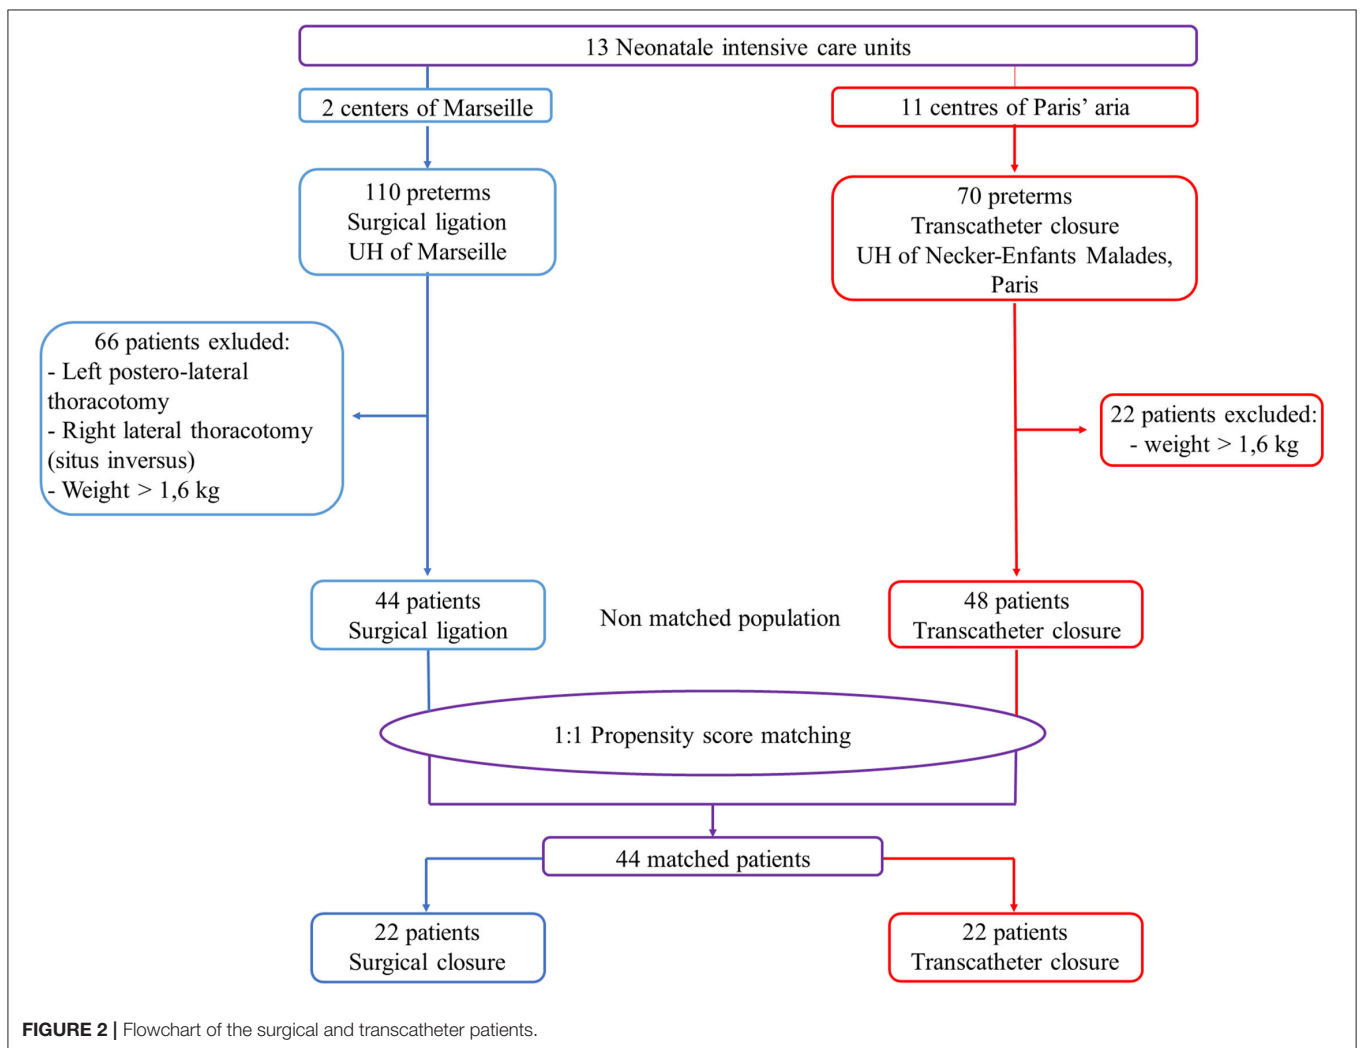 13 Neonatale intensive care units
2 centers of Marseille
11 centres of Paris' aria
110 preterms
Surgical ligation
UH of Marseille
70 preterms
Transcatheter closure
UH of Necker-Enfants Malades,
Paris
66 patients exluded:
- Left postero-lateral
thoracotomy
- Right lateral thoracotomy
(situs inversus)
- Weight > 1,6 kg
22 patients excluded:
- weight > 1,6 kg
44 patients
Surgical ligation
Non matched population
48 patients
Transcatheter closure
1:1 Propensity score matching
44 matched patients
22 patients
Surgical closure
22 patients
Transcatheter closure
FIGURE 2 | Flowchart of the surgical and transcatheter patients.